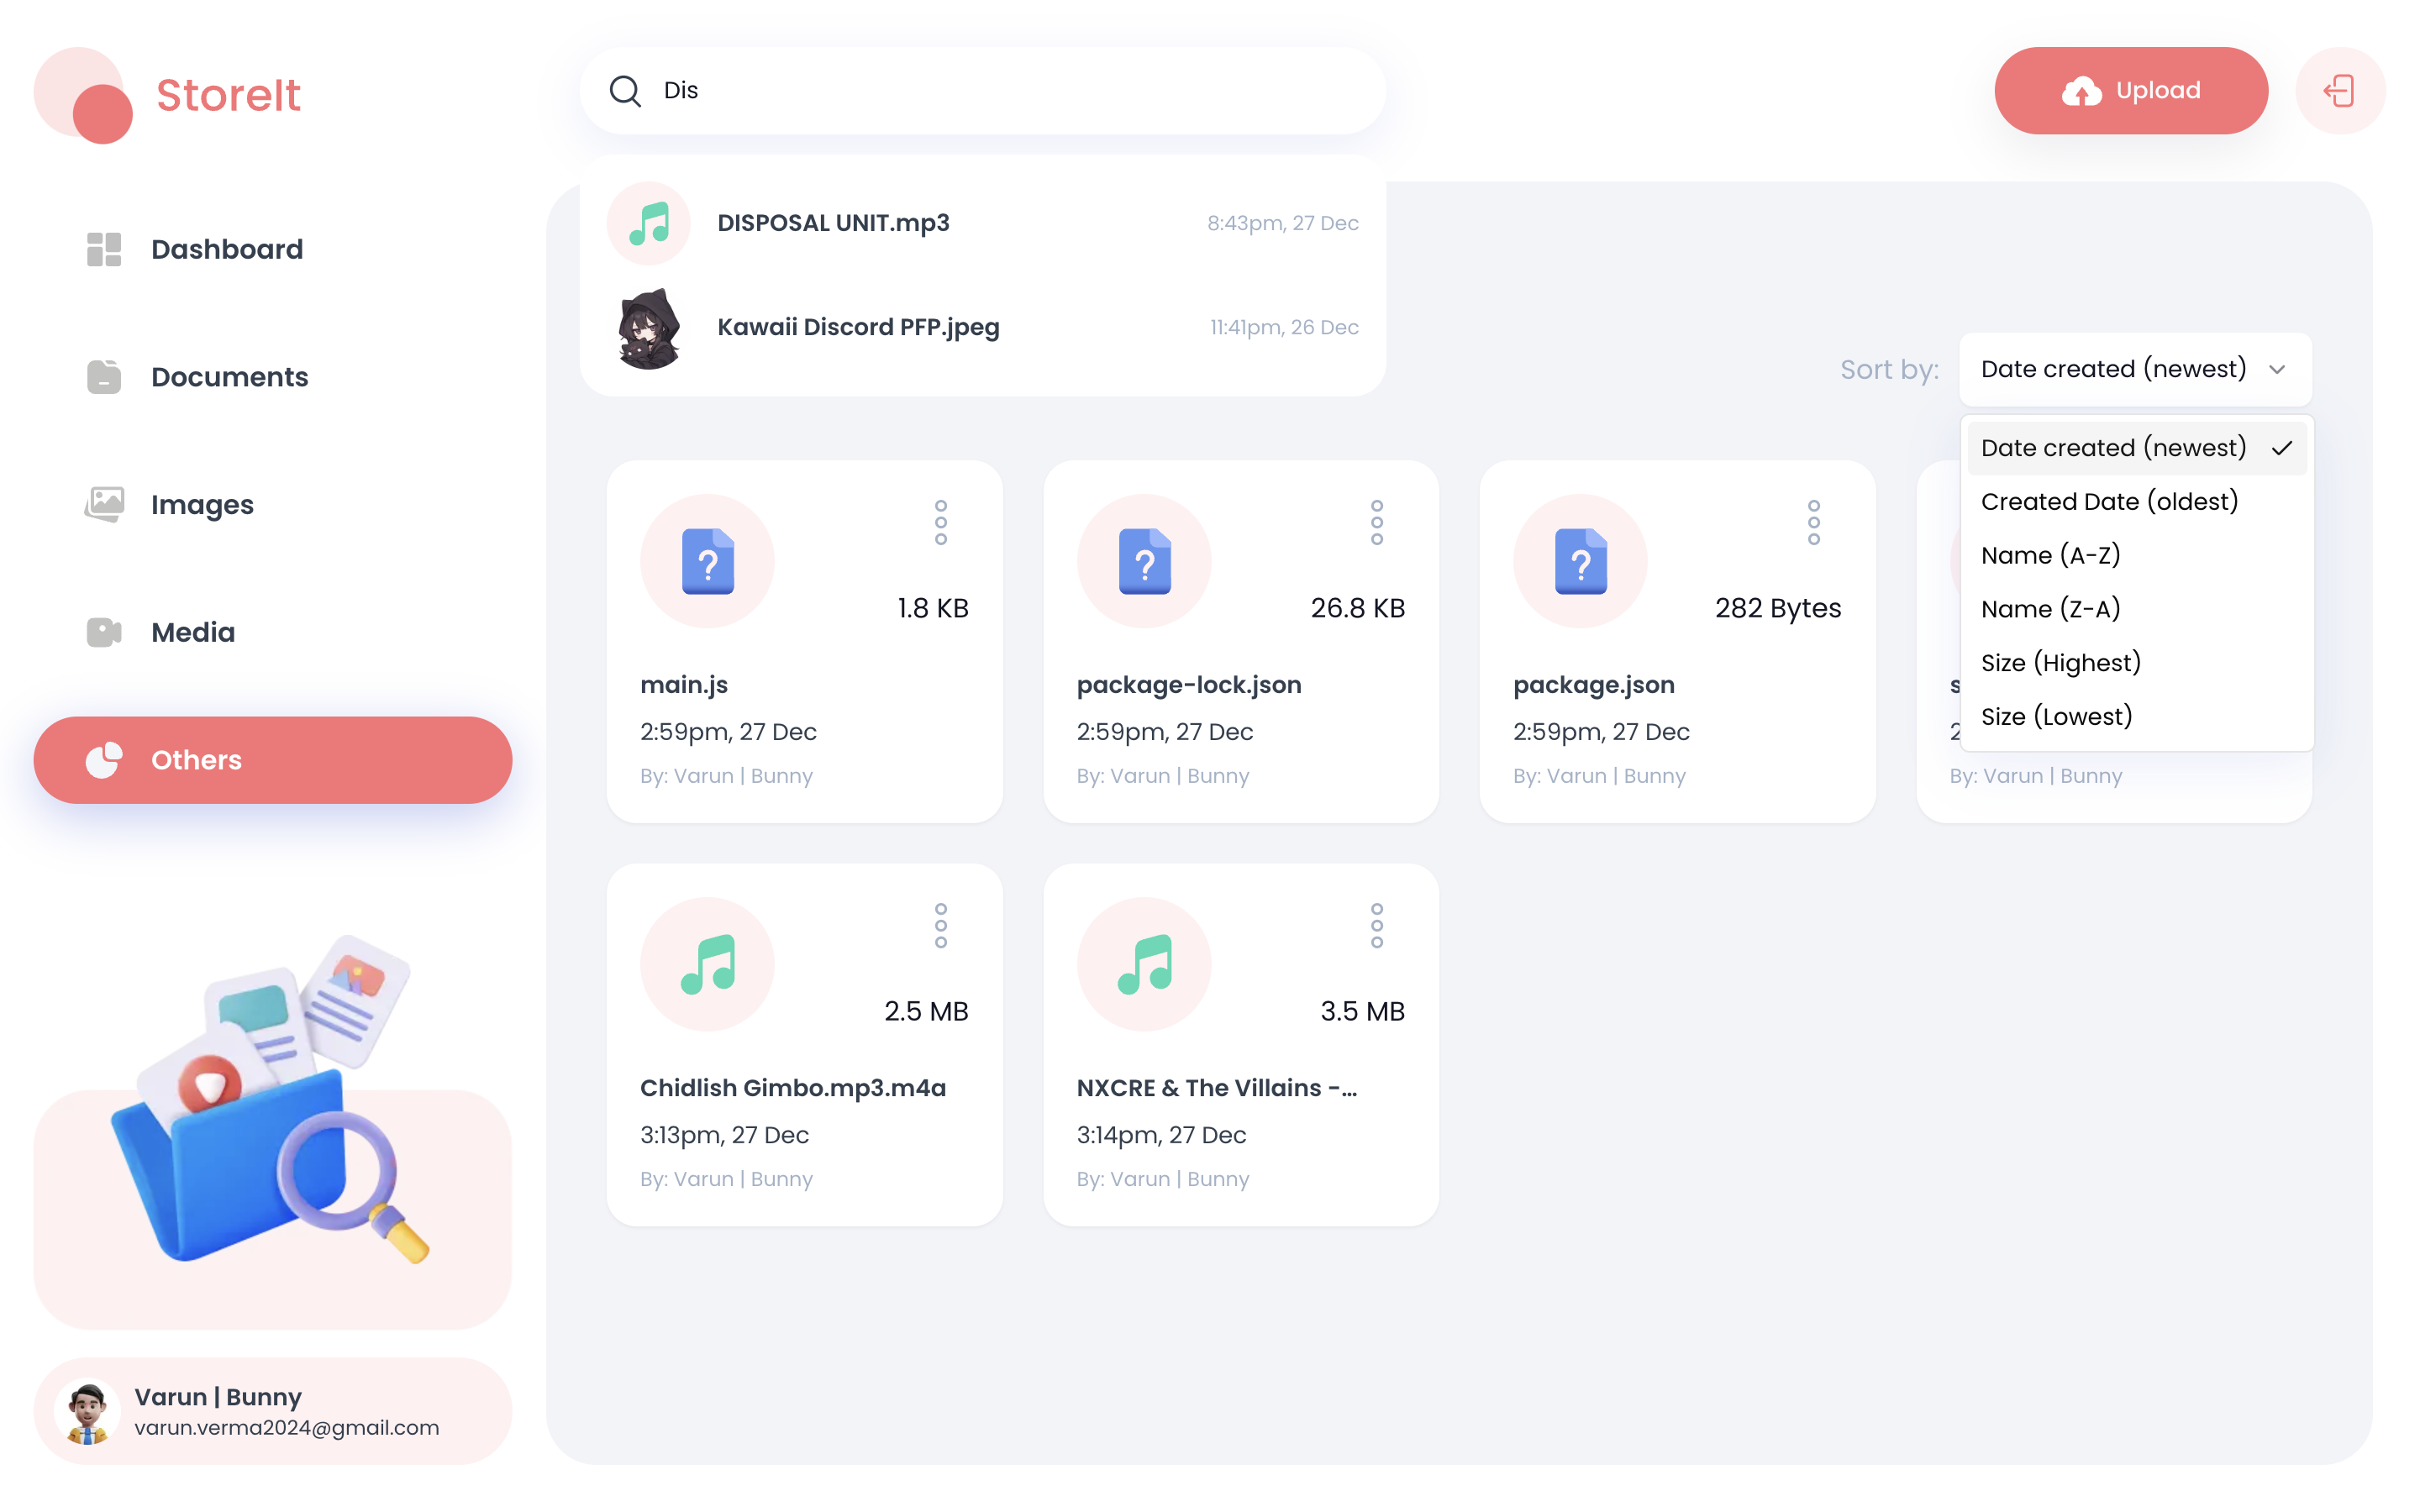 StoreIt
Dis
Upload
DISPOSAL UNIT.mp3
8:43pm, 27 Dec
Kawaii Discord PFP.jpeg
11:41pm, 26 Dec
Dashboard
Documents
Images
Media
Others
Sort by:
Date created (newest)
Date created (newest)
Created Date (oldest)
Name (A-Z)
Name (Z-A)
Size (Highest)
Size (Lowest)
1.8 KB
main.js
2:59pm, 27 Dec
By: Varun | Bunny
26.8 KB
package-lock.json
2:59pm, 27 Dec
By: Varun | Bunny
282 Bytes
package.json
2:59pm, 27 Dec
By: Varun | Bunny
By: Varun | Bunny
2.5 MB
Chidlish Gimbo.mp3.m4a
3:13pm, 27 Dec
By: Varun | Bunny
3.5 MB
NXCRE & The Villains -...
3:14pm, 27 Dec
By: Varun | Bunny
Varun | Bunny
varun.verma2024@gmail.com